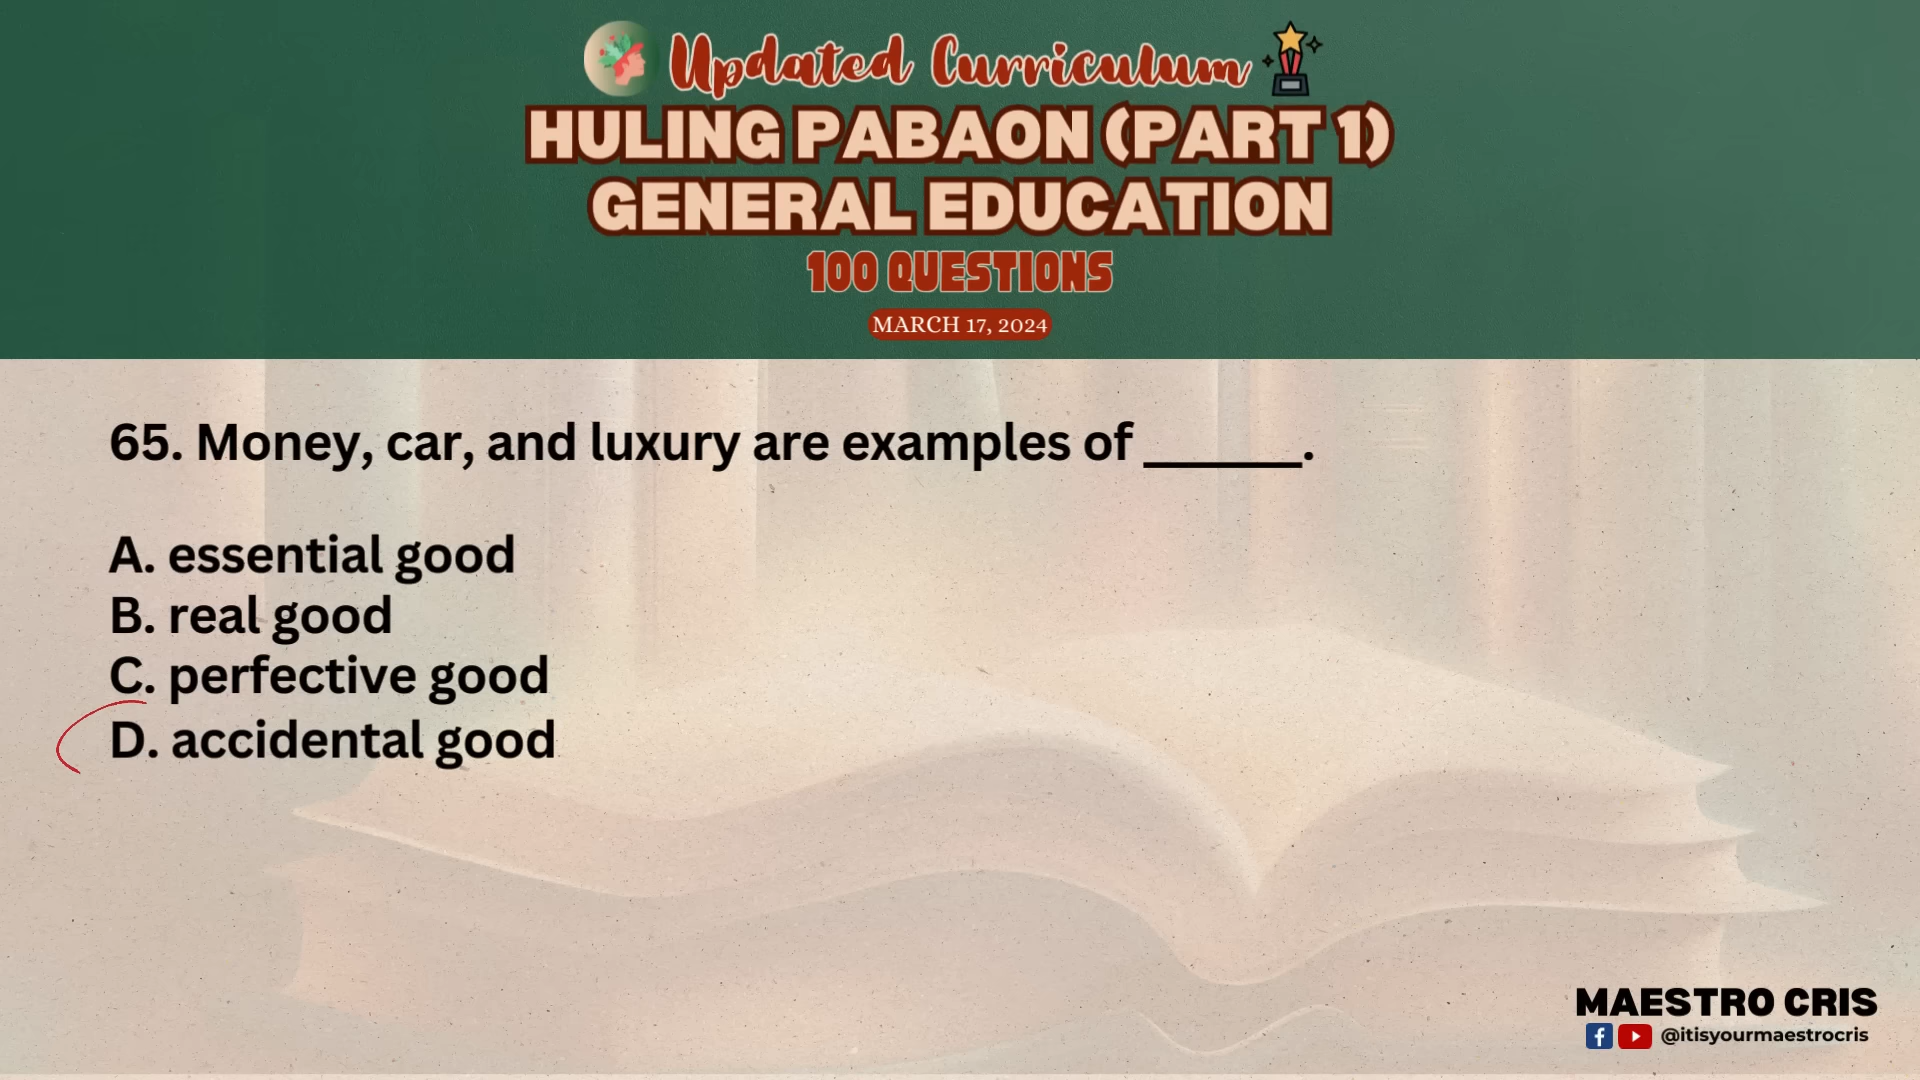 Updated Curriculum
HULING PABAON (PART 1)
GENERAL EDUCATION
100 QUESTIONS
MARCH 17, 2024
65. Money, car, and luxury are examples of ______.
A. essential good
B. real good
C. perfective good
D. accidental good
MAESTRO CRIS
@itisyourmaestrocris